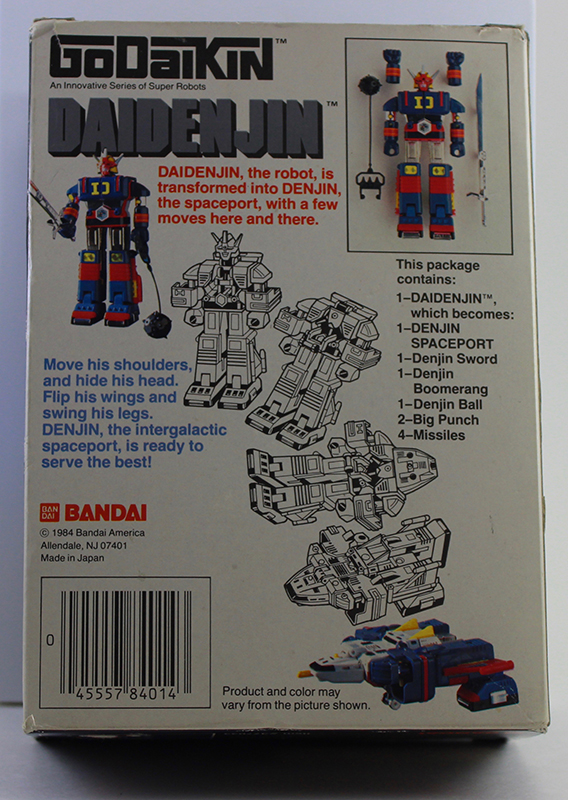 GoDaiKiN™
An Innovative Series of Super Robots
DAIDENJIN™
DAIDENJIN, the robot, is
transformed into DENJIN,
the spaceport, with a few
moves here and there.
This package
contains:
1–DAIDENJIN™,
which becomes:
1–DENJIN
SPACEPORT
1–Denjin Sword
1–Denjin
Boomerang
1–Denjin Ball
2–Big Punch
4–Missiles
Move his shoulders,
and hide his head.
Flip his wings and
swing his legs.
DENJIN, the intergalactic
spaceport, is ready to
serve the best!
BAN
DAI
BANDAI
© 1984 Bandai America
Allendale, NJ 07401
Made in Japan
0 45557 84014
Product and color may
vary from the picture shown.